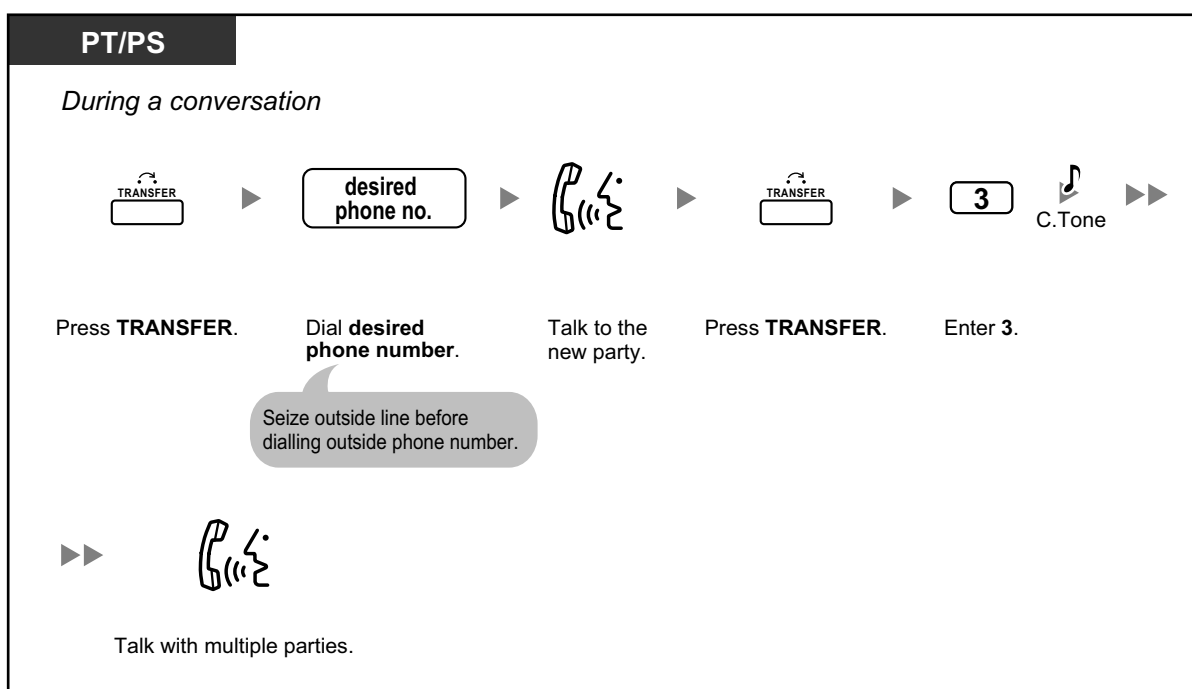 PT/PS
During a conversation
TRANSFER
desired
phone no.
TRANSFER
3
C.Tone
Press TRANSFER.
Dial desired
phone number.
Talk to the
new party.
Press TRANSFER.
Enter 3.
Seize outside line before
dialling outside phone number.
Talk with multiple parties.